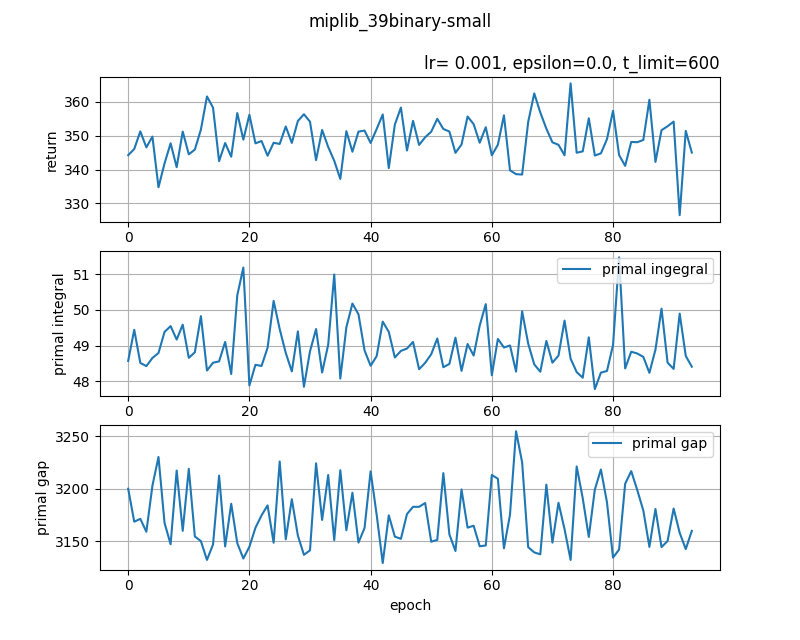 miplib_39binary-small
lr= 0.001, epsilon=0.0, t_limit=600
return
360
350
340
330
0 20 40 60 80
primal integral
51
50
49
48
primal ingegral
0 20 40 60 80
primal gap
3250
3200
3150
primal gap
0 20 40 60 80
epoch